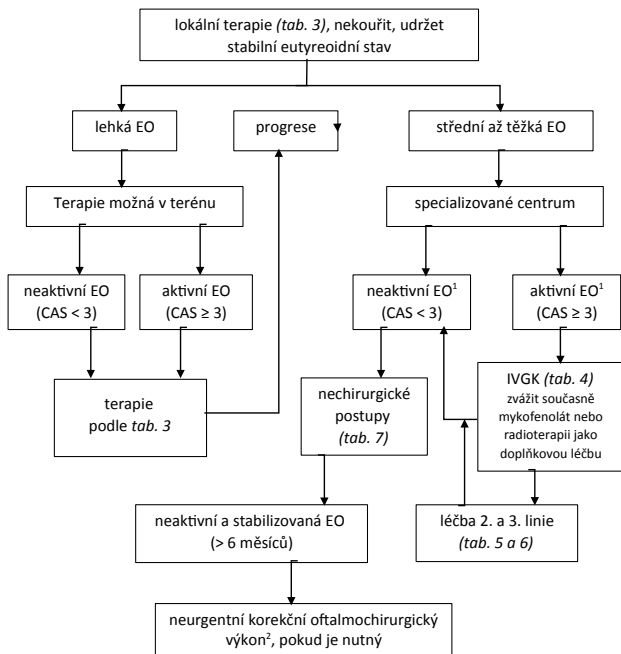 lokální terapie (tab. 3), nekouřit, udržet
stabilní eutyreoidní stav
lehká EO
progrese
střední až těžká EO
Terapie možná v terénu
specializované centrum
neaktivní EO
(CAS < 3)
aktivní EO
(CAS ≥ 3)
neaktivní EO¹
(CAS < 3)
aktivní EO¹
(CAS ≥ 3)
terapie
podle tab. 3
nechirurgické
postupy
(tab. 7)
IVGK (tab. 4)
zvážit současně
mykofenolát nebo
radioterapii jako
doplňkovou léčbu
neaktivní a stabilizovaná EO
(> 6 měsíců)
léčba 2. a 3. linie
(tab. 5 a 6)
neurgentní korekční oftalmochirurgický
výkon², pokud je nutný